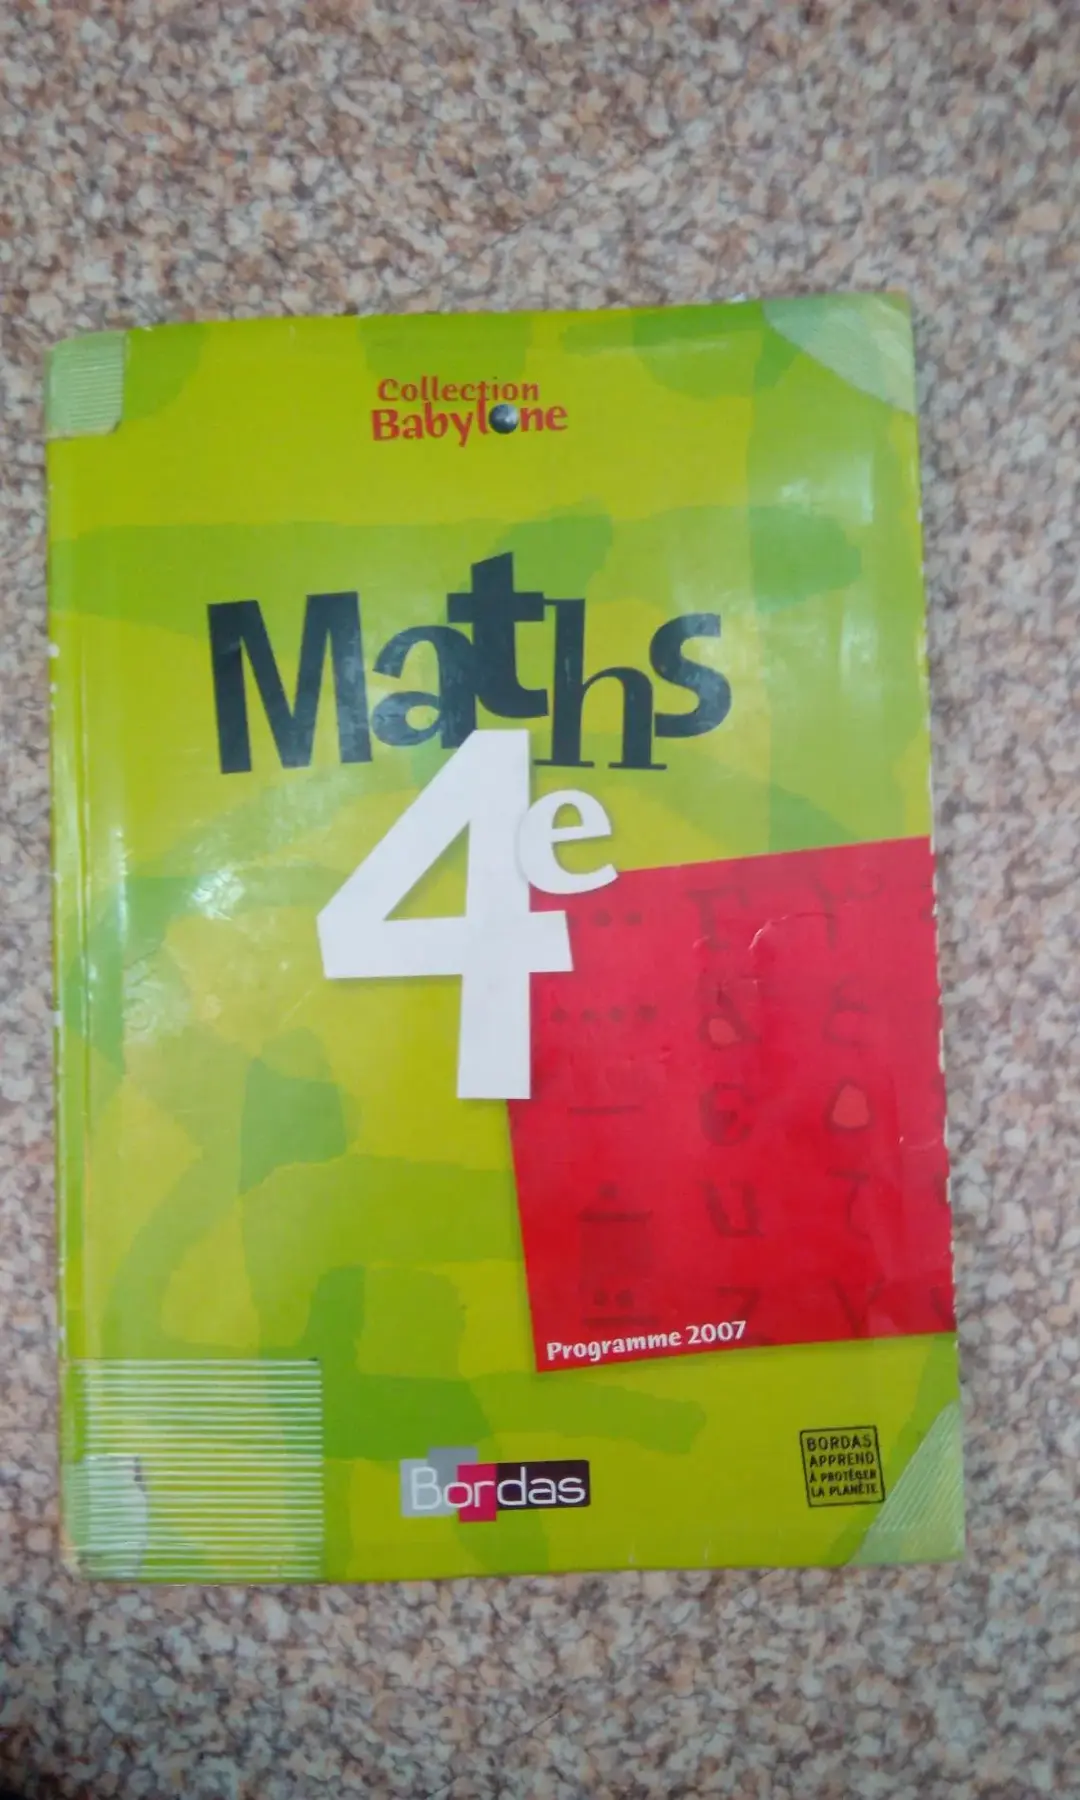 Collection
Babylone
Maths
4e
Programme 2007
Bordas
BORDAS
APPREND
À PROTÉGER
LA PLANÈTE